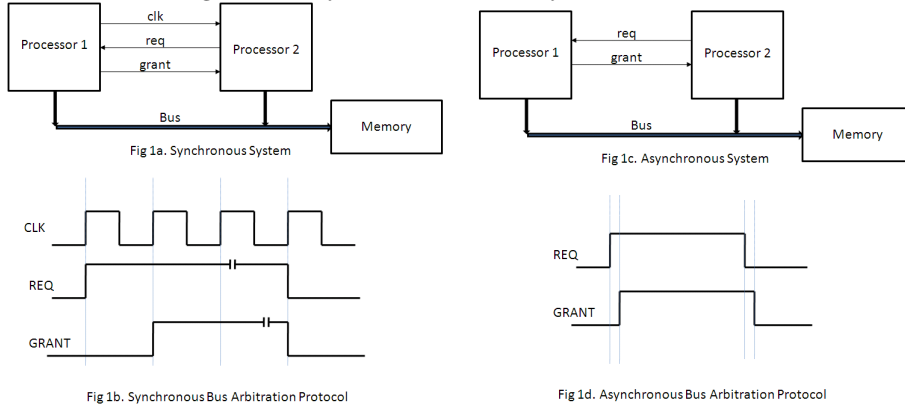 clk
Processor 1
req
Processor 2
grant
Bus
Memory
Fig 1a. Synchronous System
req
Processor 1
grant
Processor 2
Bus
Memory
Fig 1c. Asynchronous System
CLK
REQ
GRANT
Fig 1b. Synchronous Bus Arbitration Protocol
REQ
GRANT
Fig 1d. Asynchronous Bus Arbitration Protocol